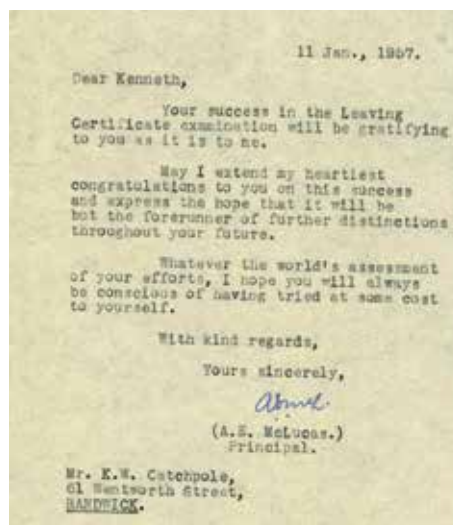 11 Jan., 1957.
Dear Kenneth,
Your success in the Leaving
Certificate examination will be gratifying
to you as it is to me.
May I extend my heartiest
congratulations to you on this success
and express the hope that it will be
but the forerunner of further distinctions
throughout your future.
Whatever the world's assessment
of your efforts, I hope you will always
be conscious of having tried at some cost
to yourself.
With kind regards,
Yours sincerely,
(A.E. McLucas.)
Principal.
Mr. K.W. Catchpole,
61 Wentworth Street,
RANDWICK.